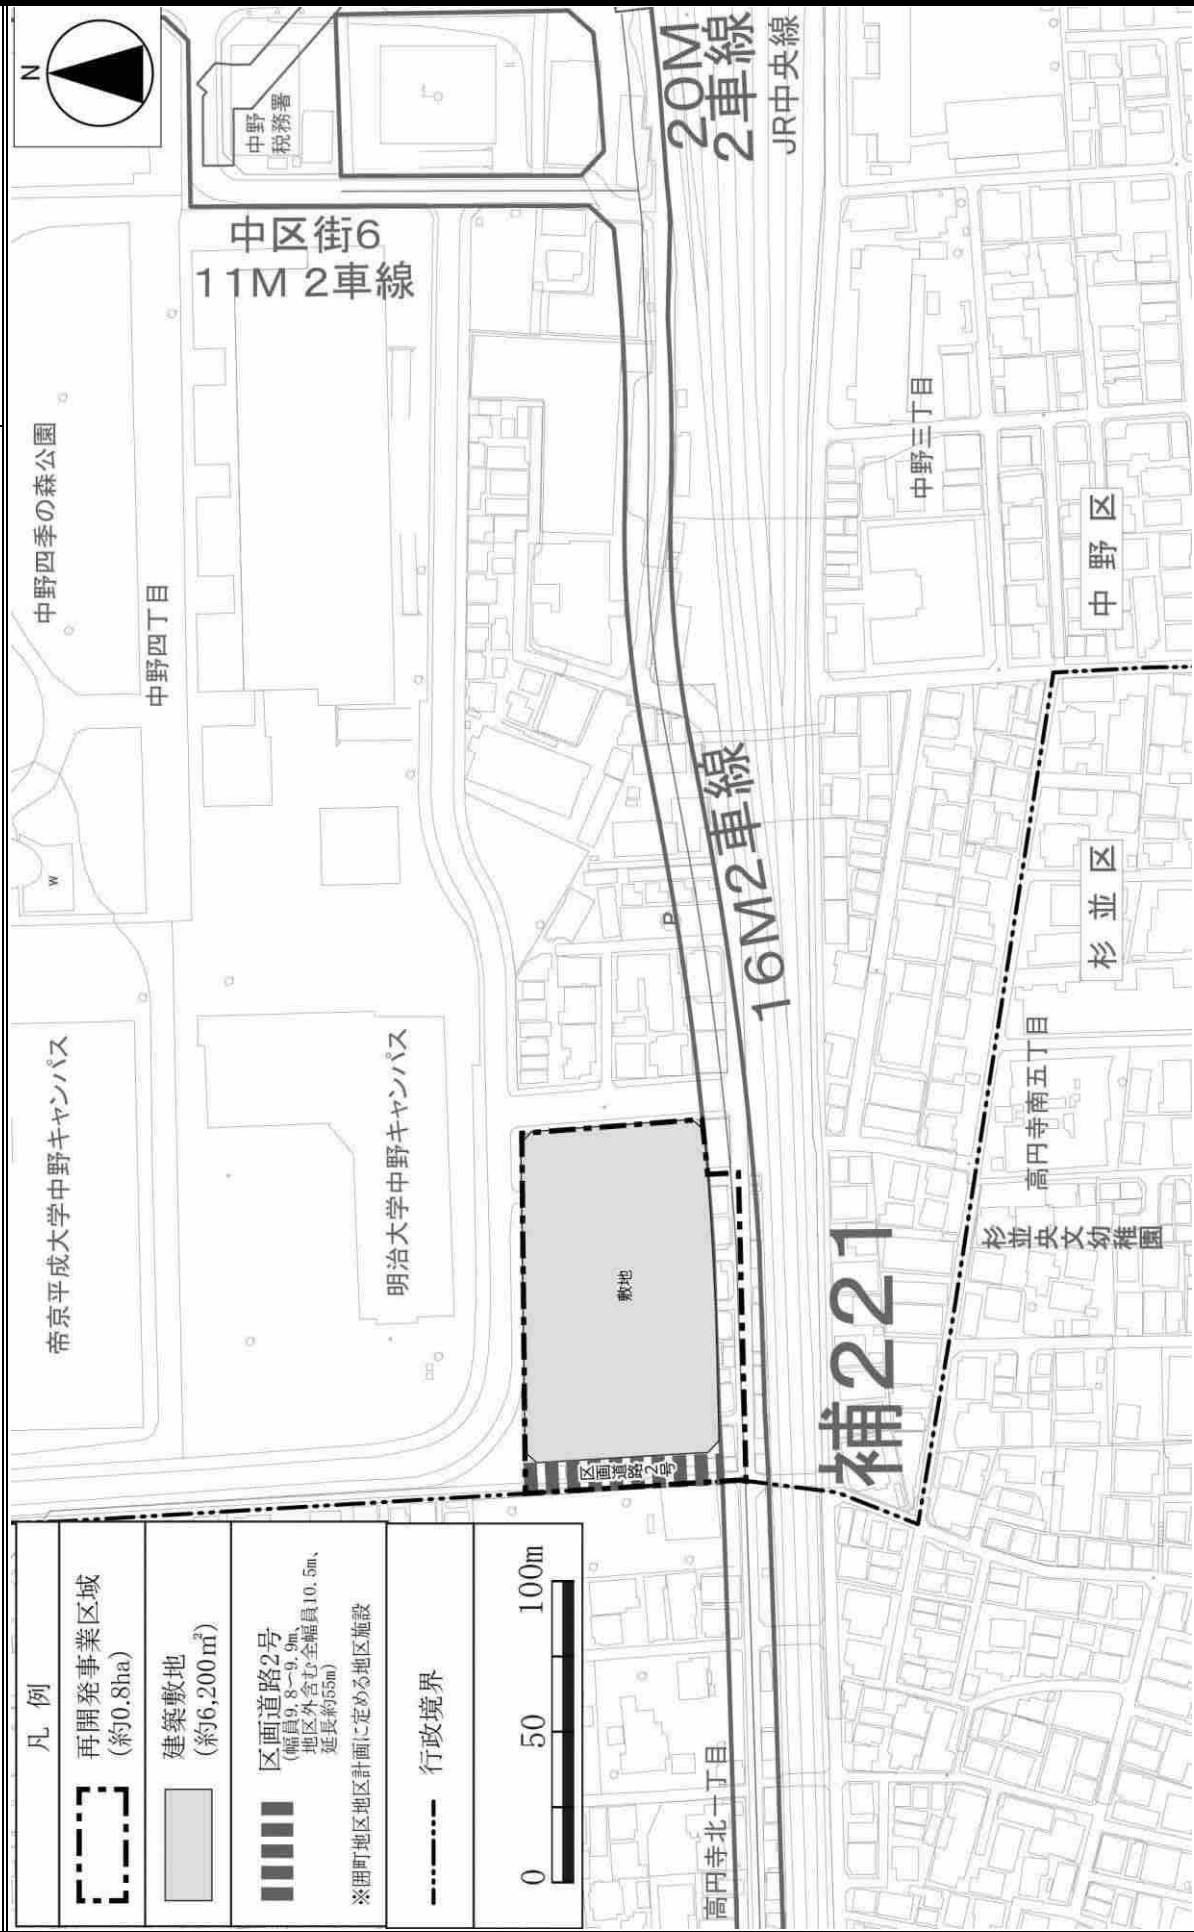 N
中野
税務署
20M
2車線
JR中央線
中区街6
11M 2車線
中野四季の森公園
中野四丁目
中野三丁目
中野区
W
P
16M2車線
杉並区
帝京平成大学中野キャンパス
明治大学中野キャンパス
高円寺南五丁目
杉並央文幼稚園
敷地
補221
区画道路2号
高円寺北一丁目
凡 例
再開発事業区域
(約0.8ha)
建築敷地
(約6,200㎡)
区画道路2号
(幅員9.8~9.9m、
地区外含む全幅員10.5m、
延長約55m)
※囲町地区地区計画に定める地区施設
行政境界
0 50 100m